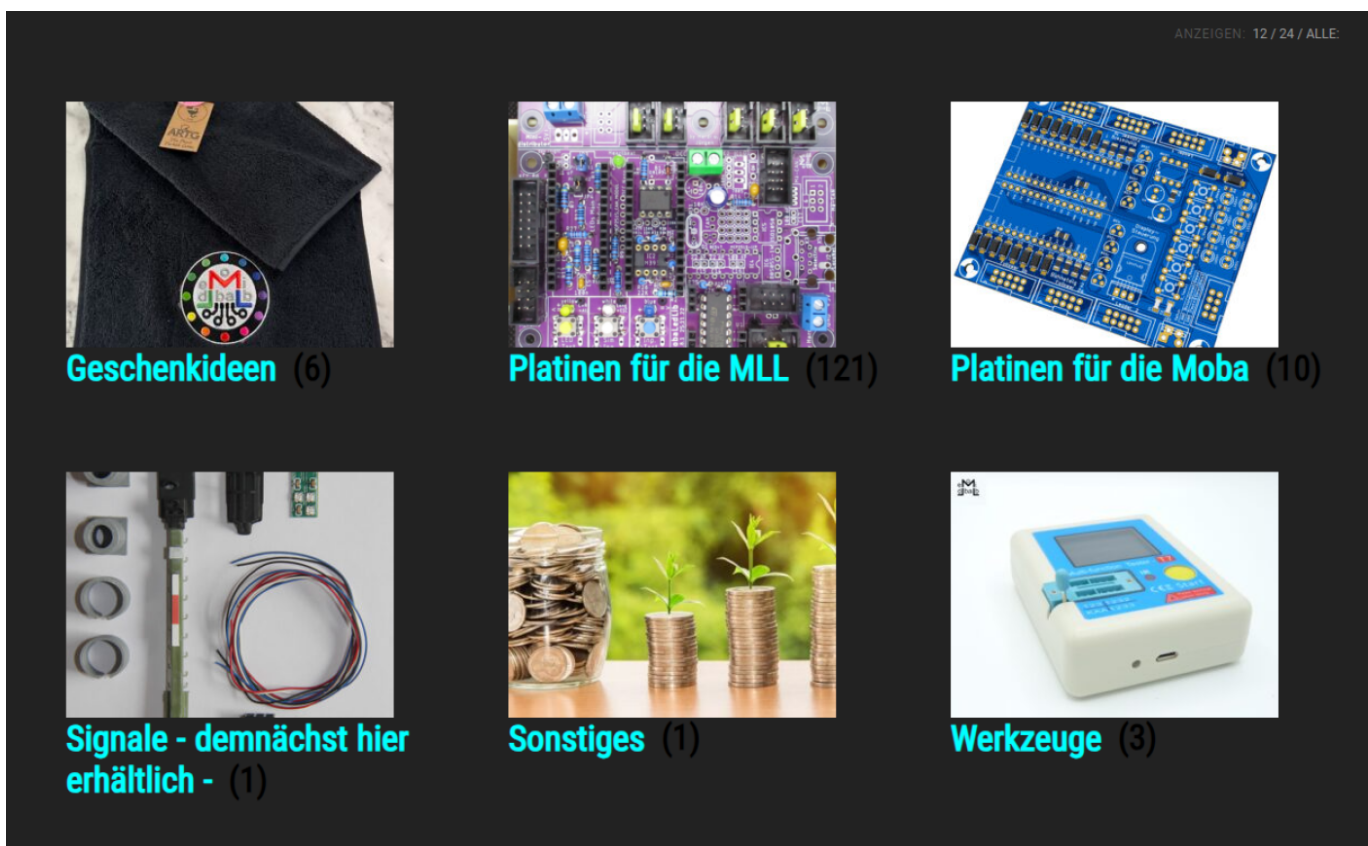 ANZEIGEN: 12 / 24 / ALLE:
ARTG
Geschenkideen (6)
Platinen für die MLL (121)
Platinen für die Moba (10)
Signale - demnächst hier
erhältlich - (1)
Sonstiges (1)
Werkzeuge (3)